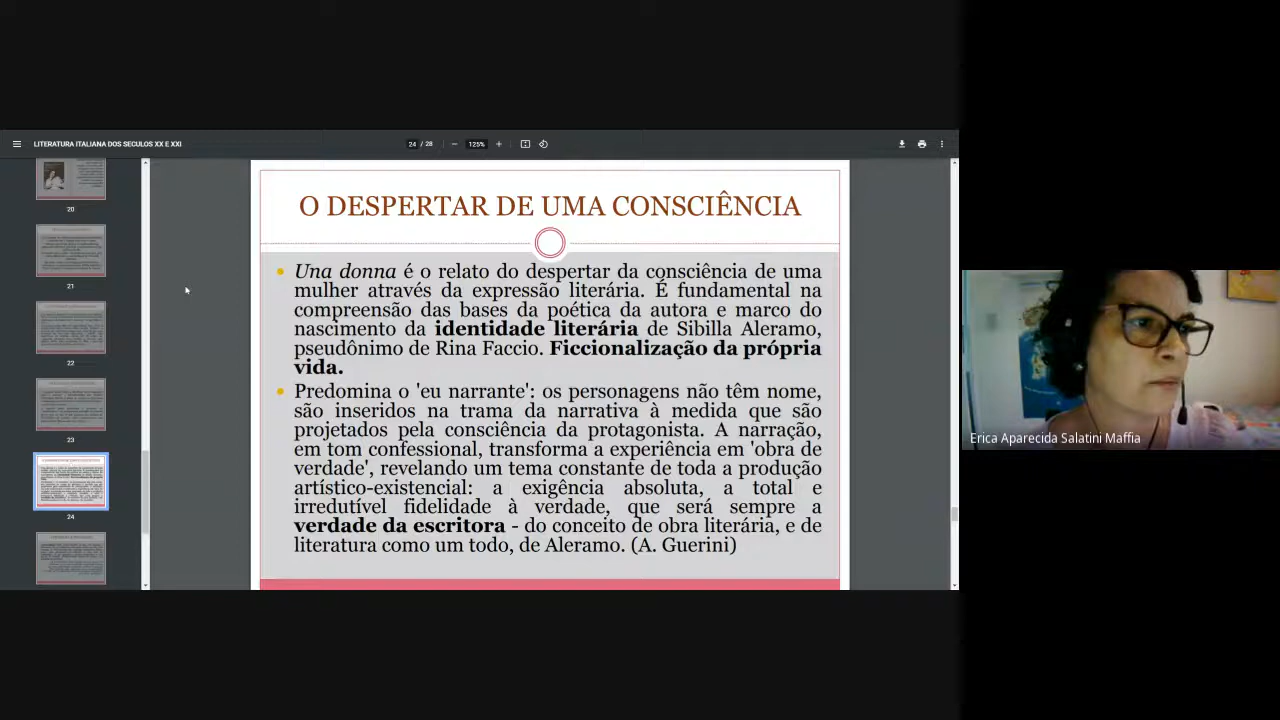 LITERATURA ITALIANA DOS SECULOS XX E XXI
24 / 28
125%
20
21
22
23
24
O DESPERTAR DE UMA CONSCIÊNCIA
Una donna é o relato do despertar da consciência de uma
mulher através da expressão literária. É fundamental na
compreensão das bases da poética da autora e marco do
nascimento da identidade literária de Sibilla Aleramo,
pseudônimo de Rina Faccio. Ficcionalização da própria
vida.
Predomina o 'eu narrante': os personagens não têm nome,
são inseridos na trama da narrativa à medida que são
projetados pela consciência da protagonista. A narração,
em tom confessional, transforma a experiência em 'obra de
verdade', revelando um tema constante de toda a produção
artístico-existencial: a exigência absoluta, a total e
irredutível fidelidade à verdade, que será sempre a
verdade da escritora - do conceito de obra literária, e de
literatura como um todo, de Aleramo. (A. Guerini)
Erica Aparecida Salatini Maffia